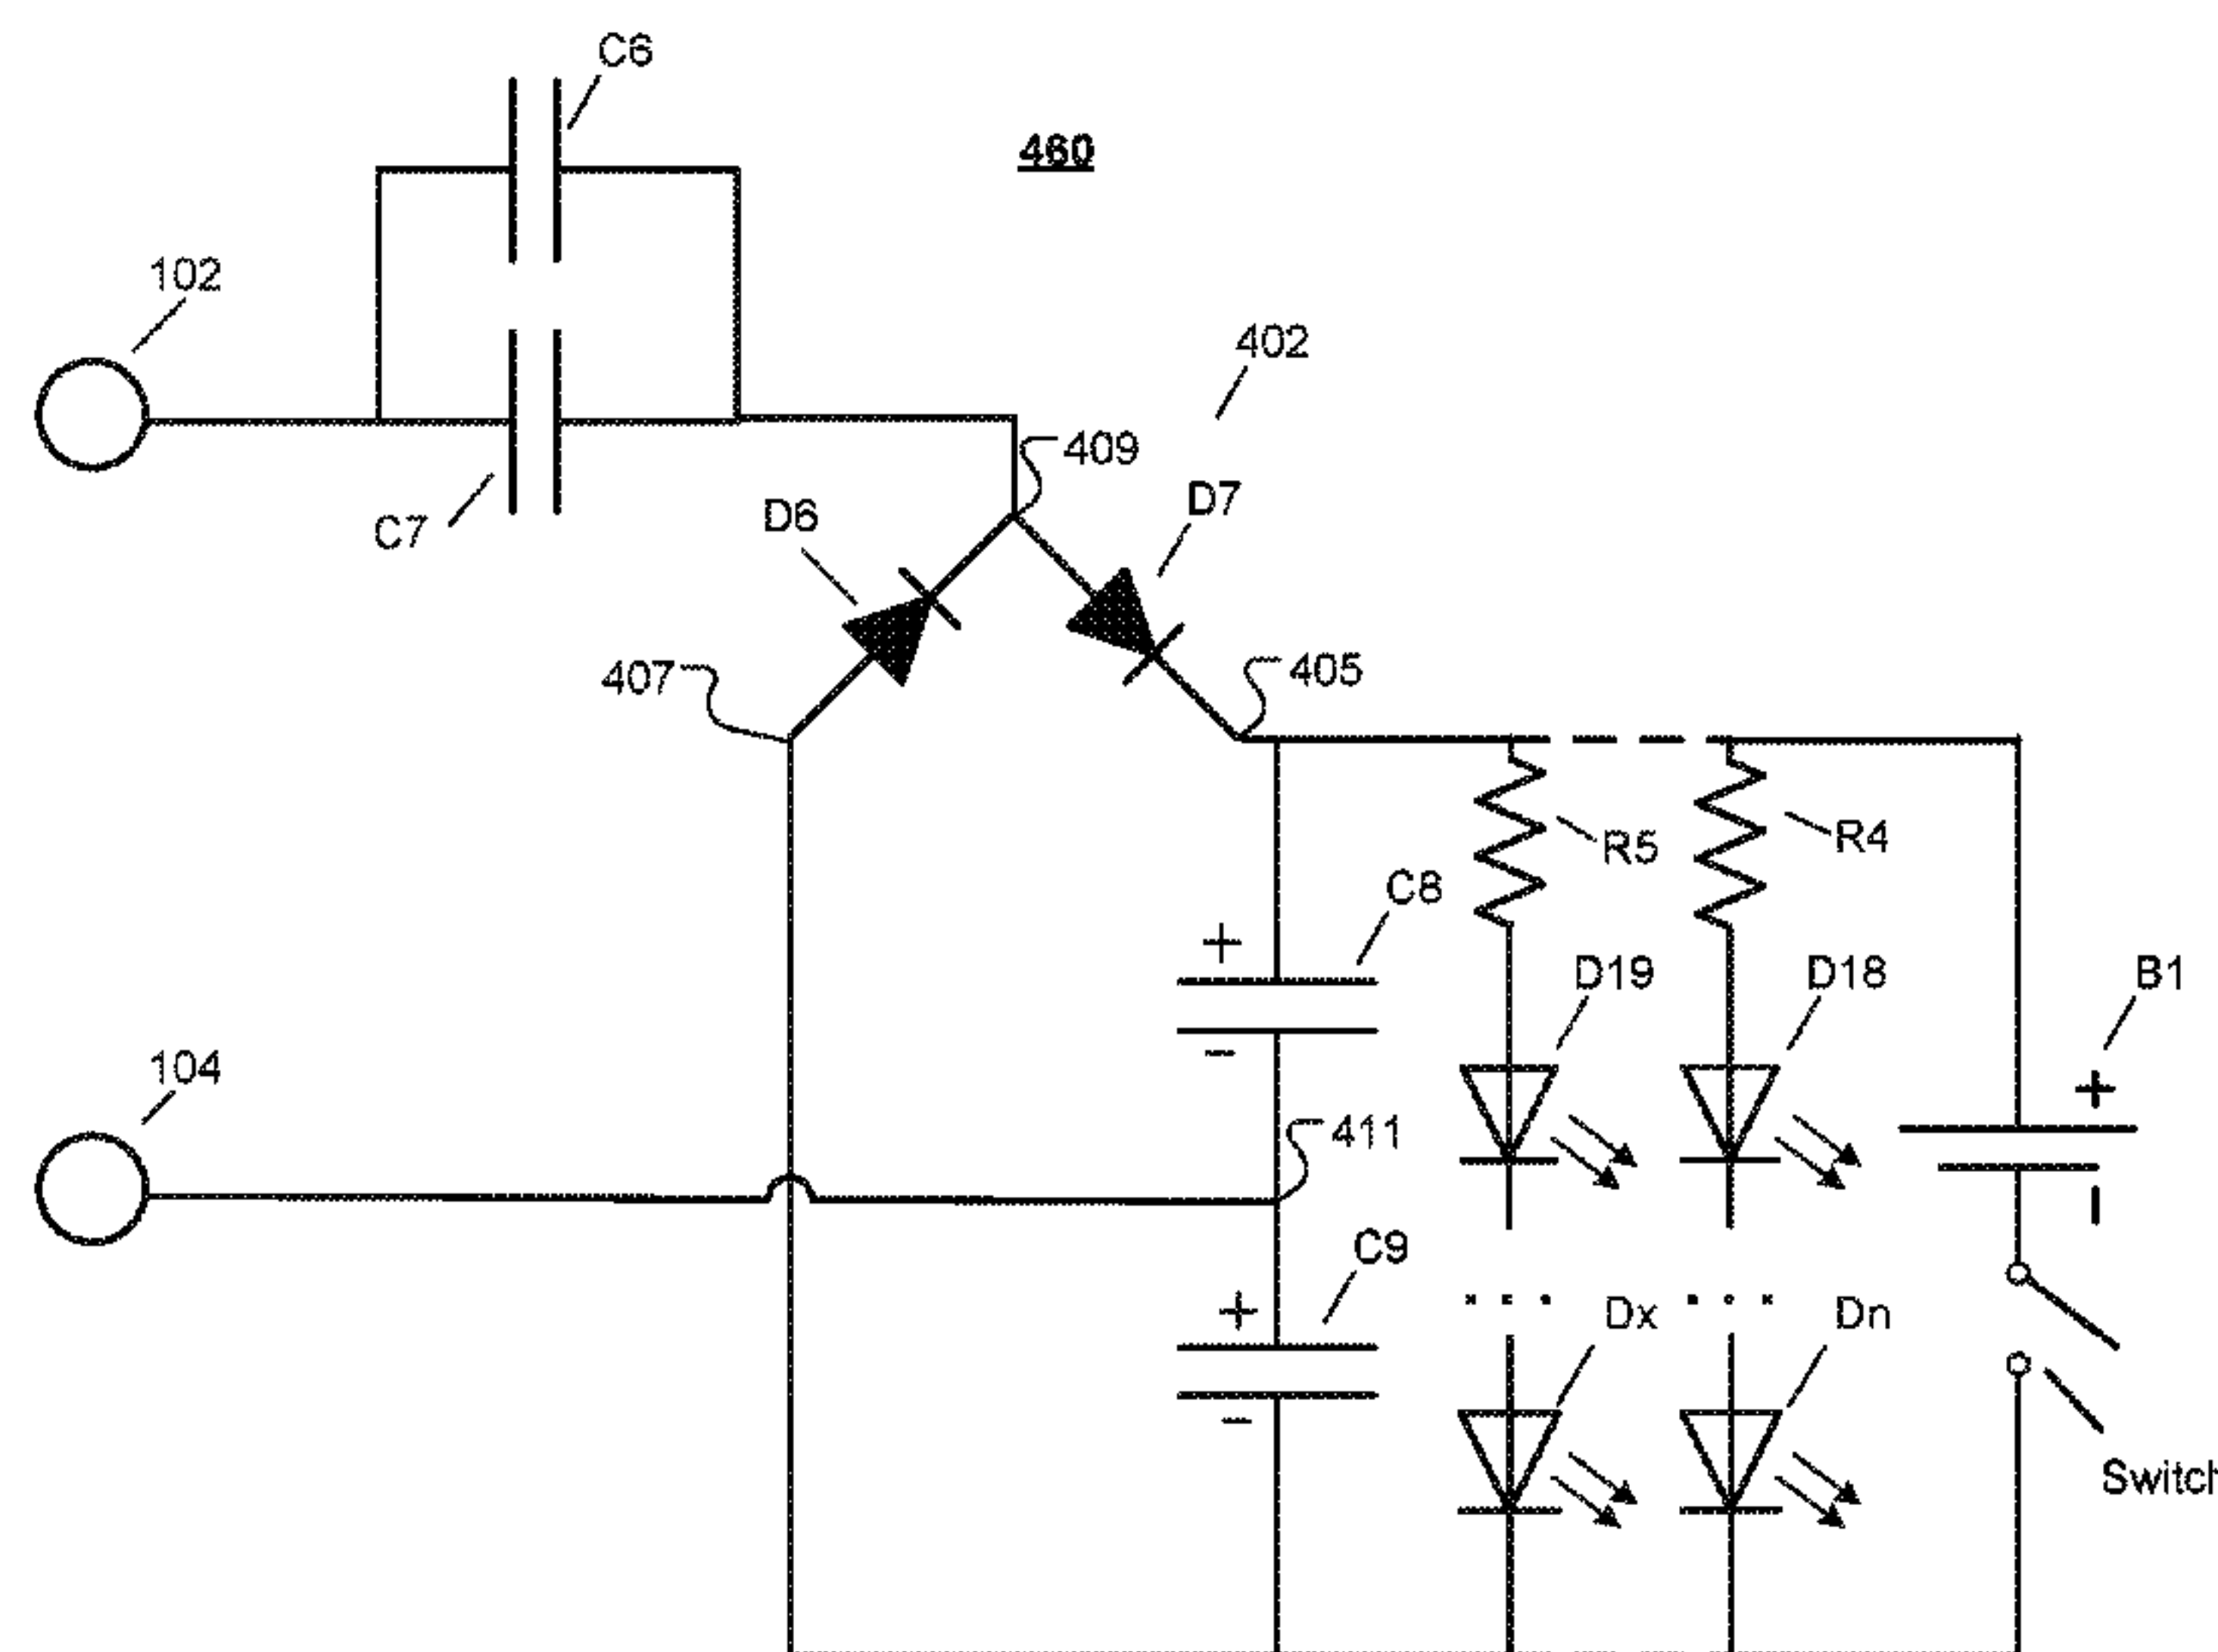 C6
460
102
402
409
D7
D6
C7
407
405
R5
R4
C8
+
D19
D18
B1
-
+
104
411
-
C9
+
Dx
Dn
-
Switch